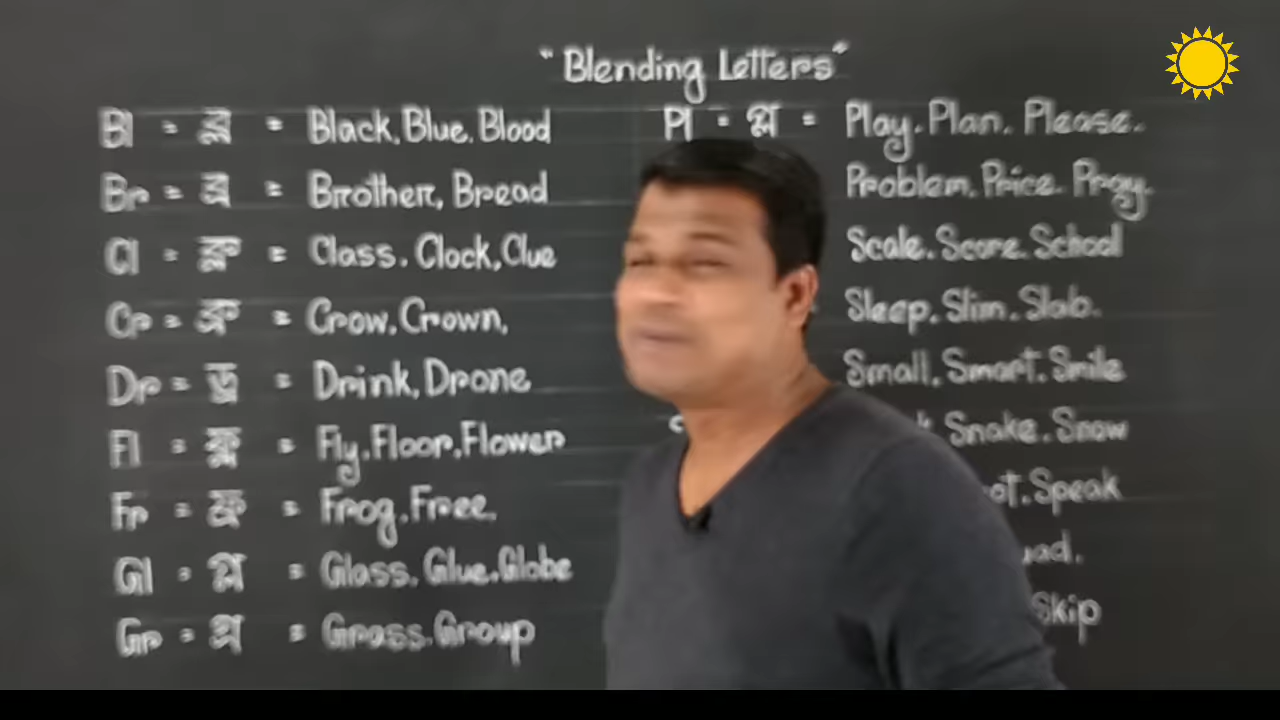 "Blending Letters"
Bl = ব্ল = Black, Blue, Blood
Br = ব্র = Brother, Bread
Cl = ক্ল = Class, Clock, Clue
Cr = ক্র = Crow, Crown,
Dr = ড্র = Drink, Drone
Fl = ফ্ল = Fly, Floor, Flower
Fr = ফ্র = Frog, Free,
Gl = গ্ল = Glass, Glue, Globe
Gr = গ্র = Grass, Group
Pl = প্ল = Play, Plan, Please.
Problem, Price, Pray,
Scale, Score, School
Sleep, Slim, Slab.
Small, Smart, Smile
Snake, Snow
Speak
Skip